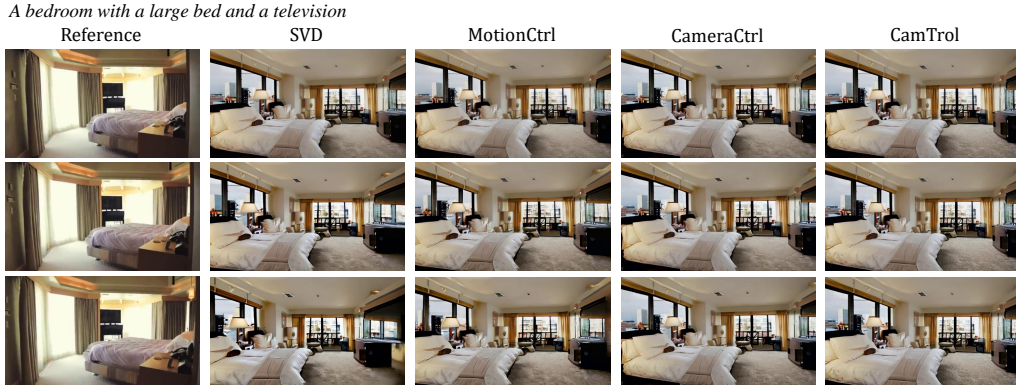 A bedroom with a large bed and a television
Reference SVD MotionCtrl CameraCtrl CamTrol